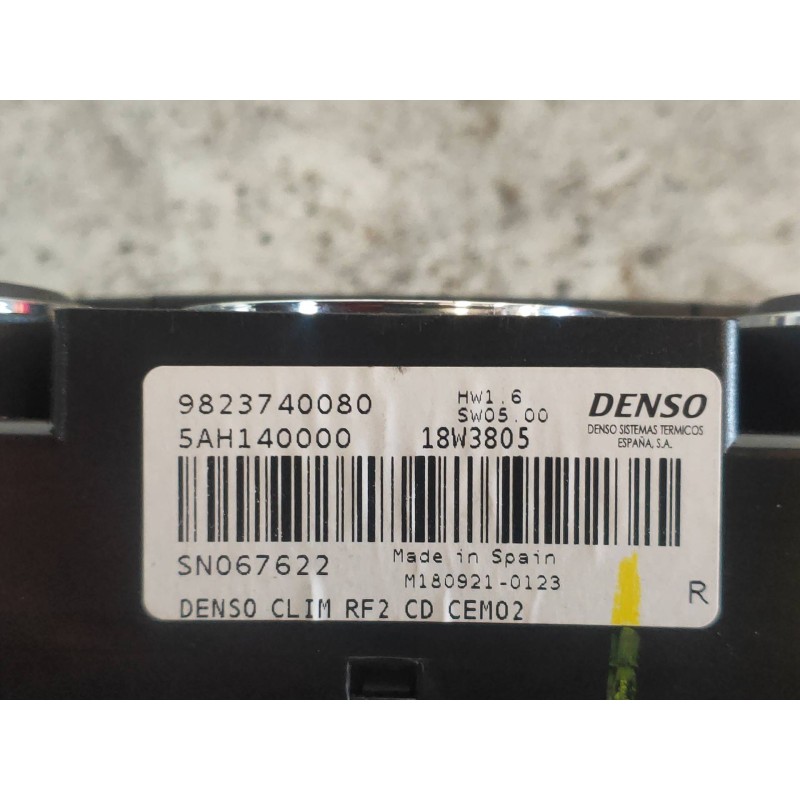 9823740080
HW1.6
SW05.00
DENSO
DENSO SISTEMAS TERMICOS
ESPAÑA, S.A.
5AH140000
18W3805
SN067622
Made in Spain
M180921-0123
R
DENSO CLIM RF2 CD CEM02